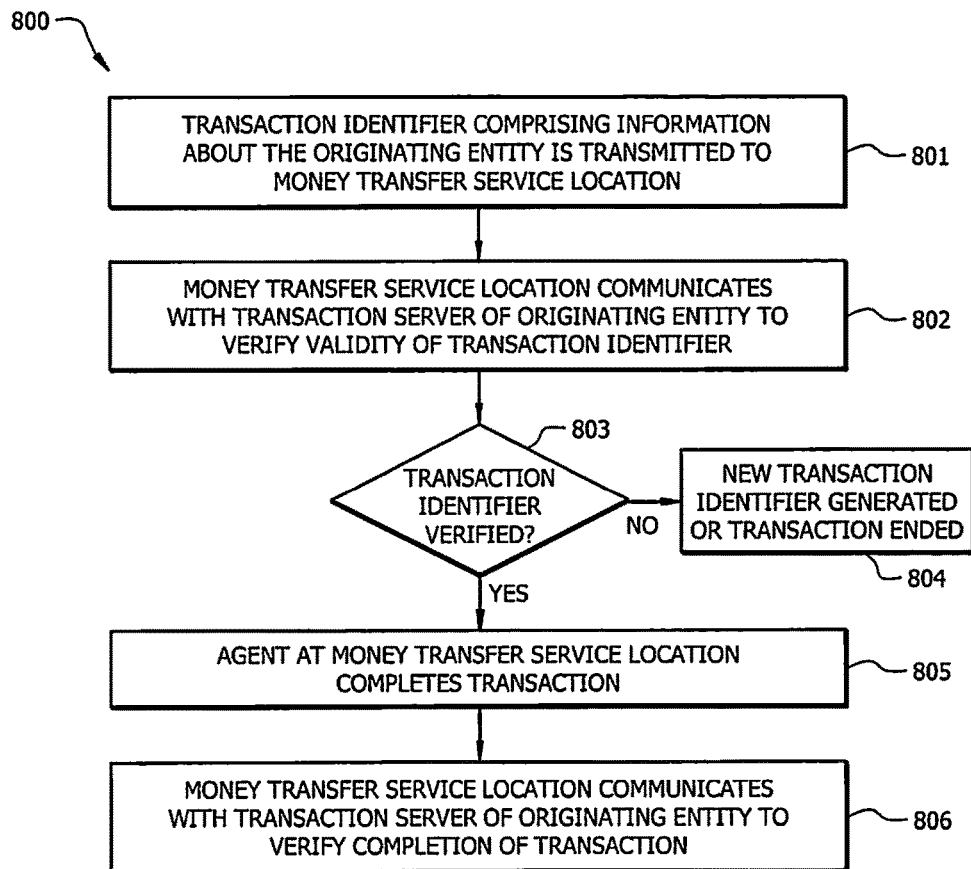 800
TRANSACTION IDENTIFIER COMPRISING INFORMATION
ABOUT THE ORIGINATING ENTITY IS TRANSMITTED TO
MONEY TRANSFER SERVICE LOCATION
801
MONEY TRANSFER SERVICE LOCATION COMMUNICATES
WITH TRANSACTION SERVER OF ORIGINATING ENTITY TO
VERIFY VALIDITY OF TRANSACTION IDENTIFIER
802
803
TRANSACTION
IDENTIFIER
VERIFIED?
NO
NEW TRANSACTION
IDENTIFIER GENERATED
OR TRANSACTION ENDED
804
YES
AGENT AT MONEY TRANSFER SERVICE LOCATION
COMPLETES TRANSACTION
805
MONEY TRANSFER SERVICE LOCATION COMMUNICATES
WITH TRANSACTION SERVER OF ORIGINATING ENTITY TO
VERIFY COMPLETION OF TRANSACTION
806